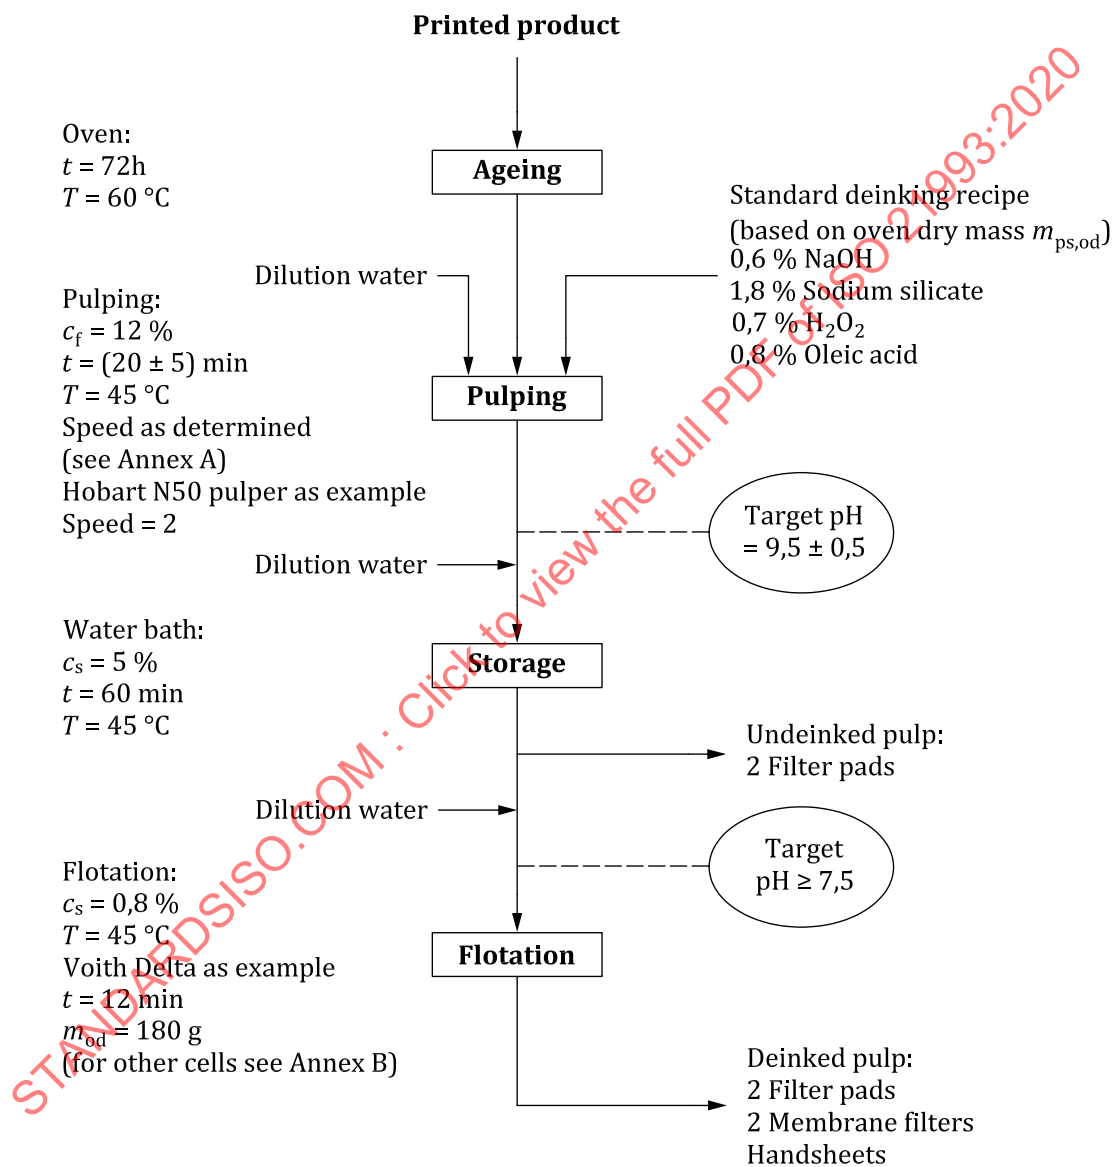 Printed product
Oven:
t = 72h
T = 60 °C
Ageing
Standard deinking recipe
(based on oven dry mass mps,od)
0,6 % NaOH
1,8 % Sodium silicate
0,7 % H2O2
0,8 % Oleic acid
Dilution water
Pulping:
cf = 12 %
t = (20 ± 5) min
T = 45 °C
Speed as determined
(see Annex A)
Hobart N50 pulper as example
Speed = 2
Pulping
Target pH
= 9,5 ± 0,5
Dilution water
Water bath:
cs = 5 %
t = 60 min
T = 45 °C
Storage
Undeinked pulp:
2 Filter pads
Dilution water
Target
pH ≥ 7,5
Flotation:
cs = 0,8 %
T = 45 °C
Voith Delta as example
t = 12 min
mod = 180 g
(for other cells see Annex B)
Flotation
Deinked pulp:
2 Filter pads
2 Membrane filters
Handsheets
STANDARDSISO.COM : Click to view the full PDF of ISO 21993:2020